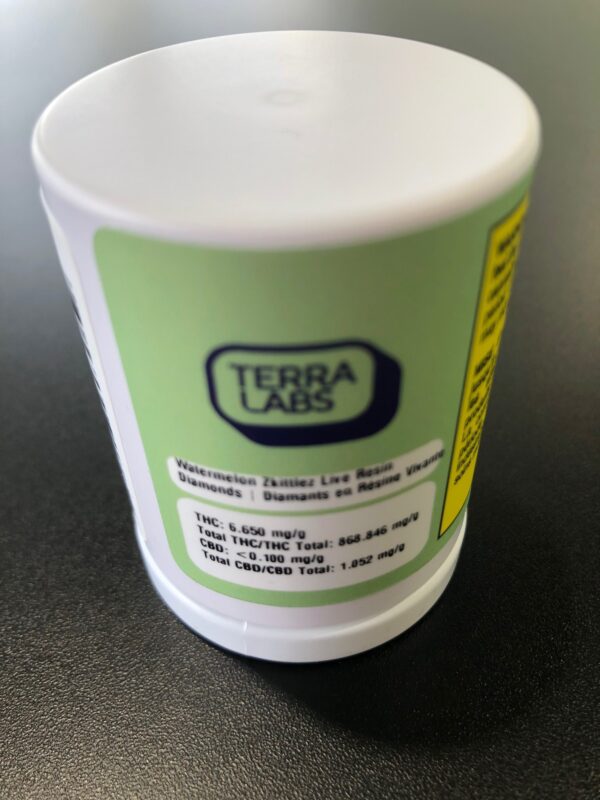 TERRA
LABS
Watermelon Zkittlez Live Resin
Diamonds | Diamants en Résine Vivante
THC: 6.650 mg/g
Total THC/THC Total: 868.846 mg/g
CBD: <0.100 mg/g
Total CBD/CBD Total: 1.052 mg/g